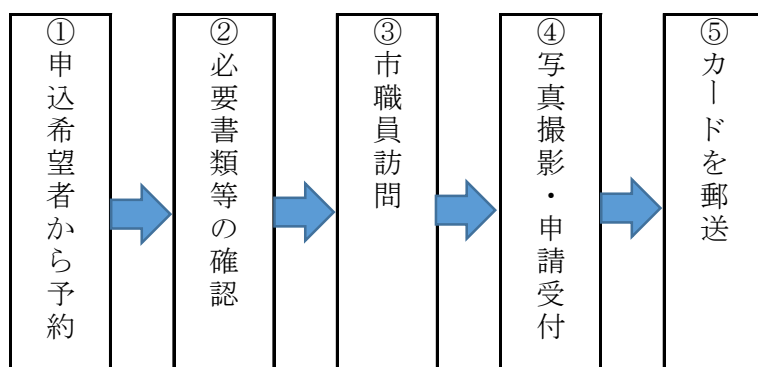 ①申込希望者から予約
②必要書類等の確認
③市職員訪問
④写真撮影・申請受付
⑤カードを郵送